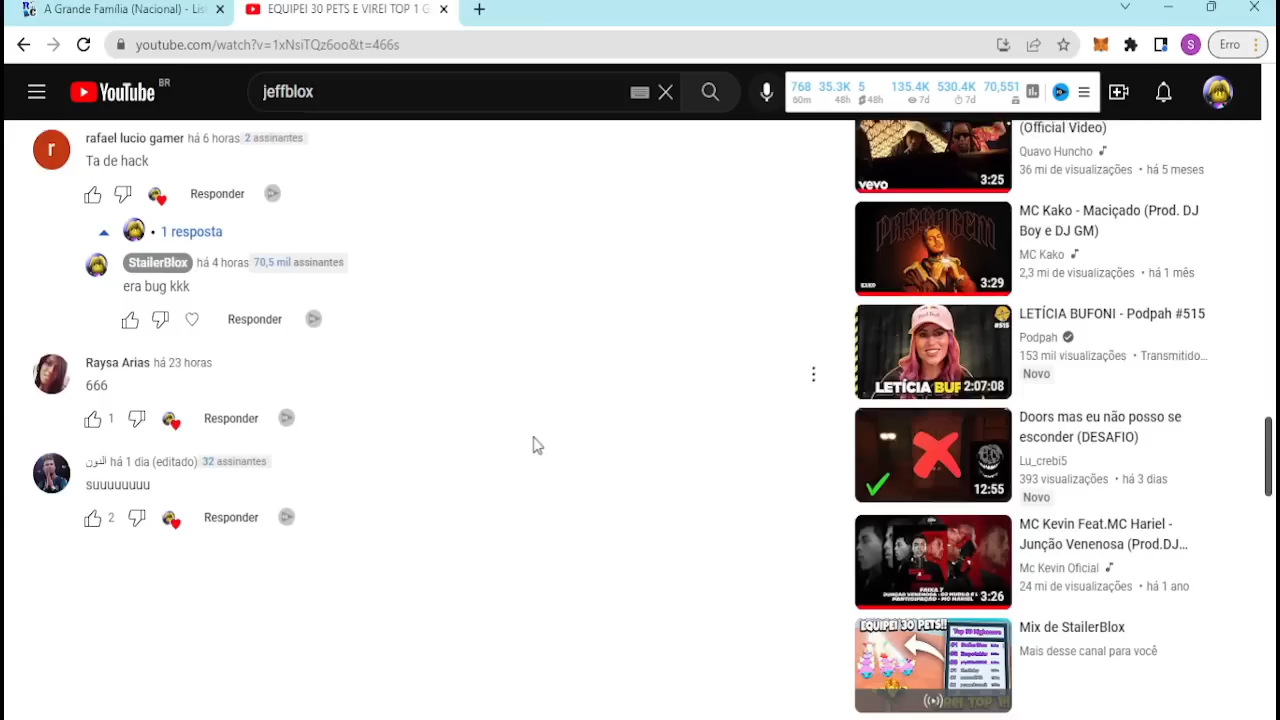 A Grande Família (Nacional) - Lis
EQUIPEI 30 PETS E VIREI TOP 1 G
youtube.com/watch?v=1xNsiTQz6oo&t=466s
S
Erro
YouTube BR
jeffblox
768 35.3K 5 135.4K 530.4K 70,551
60m 48h 48h 7d 7d
r
rafael lucio gamer há 6 horas 2 assinantes
Ta de hack
Responder
• 1 resposta
StailerBlox há 4 horas 70,5 mil assinantes
era bug kkk
Responder
Raysa Arias há 23 horas
666
1 Responder
النون há 1 dia (editado) 32 assinantes
suuuuuuuu
2 Responder
vevo
3:25
(Official Video)
Quavo Huncho
36 mi de visualizações • há 5 meses
PASSAGEM
3:29
MC Kako - Maciçado (Prod. DJ
Boy e DJ GM)
MC Kako
2,3 mi de visualizações • há 1 mês
#515
LETÍCIA BUF
2:07:08
LETÍCIA BUFONI - Podpah #515
Podpah
153 mil visualizações • Transmitido...
Novo
12:55
Doors mas eu não posso se
esconder (DESAFIO)
Lu_crebi5
393 visualizações • há 3 dias
Novo
3:26
MC Kevin Feat.MC Hariel -
Junção Venenosa (Prod.DJ...
Mc Kevin Oficial
24 mi de visualizações • há 1 ano
EQUIPEI 30 PETS!!
Mix de StailerBlox
Mais desse canal para você